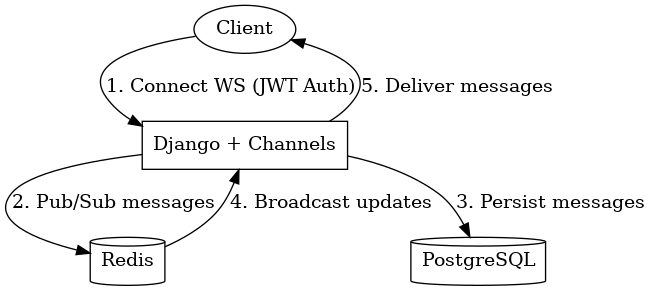 Client
1. Connect WS (JWT Auth)
5. Deliver messages
Django + Channels
2. Pub/Sub messages
4. Broadcast updates
3. Persist messages
Redis
PostgreSQL